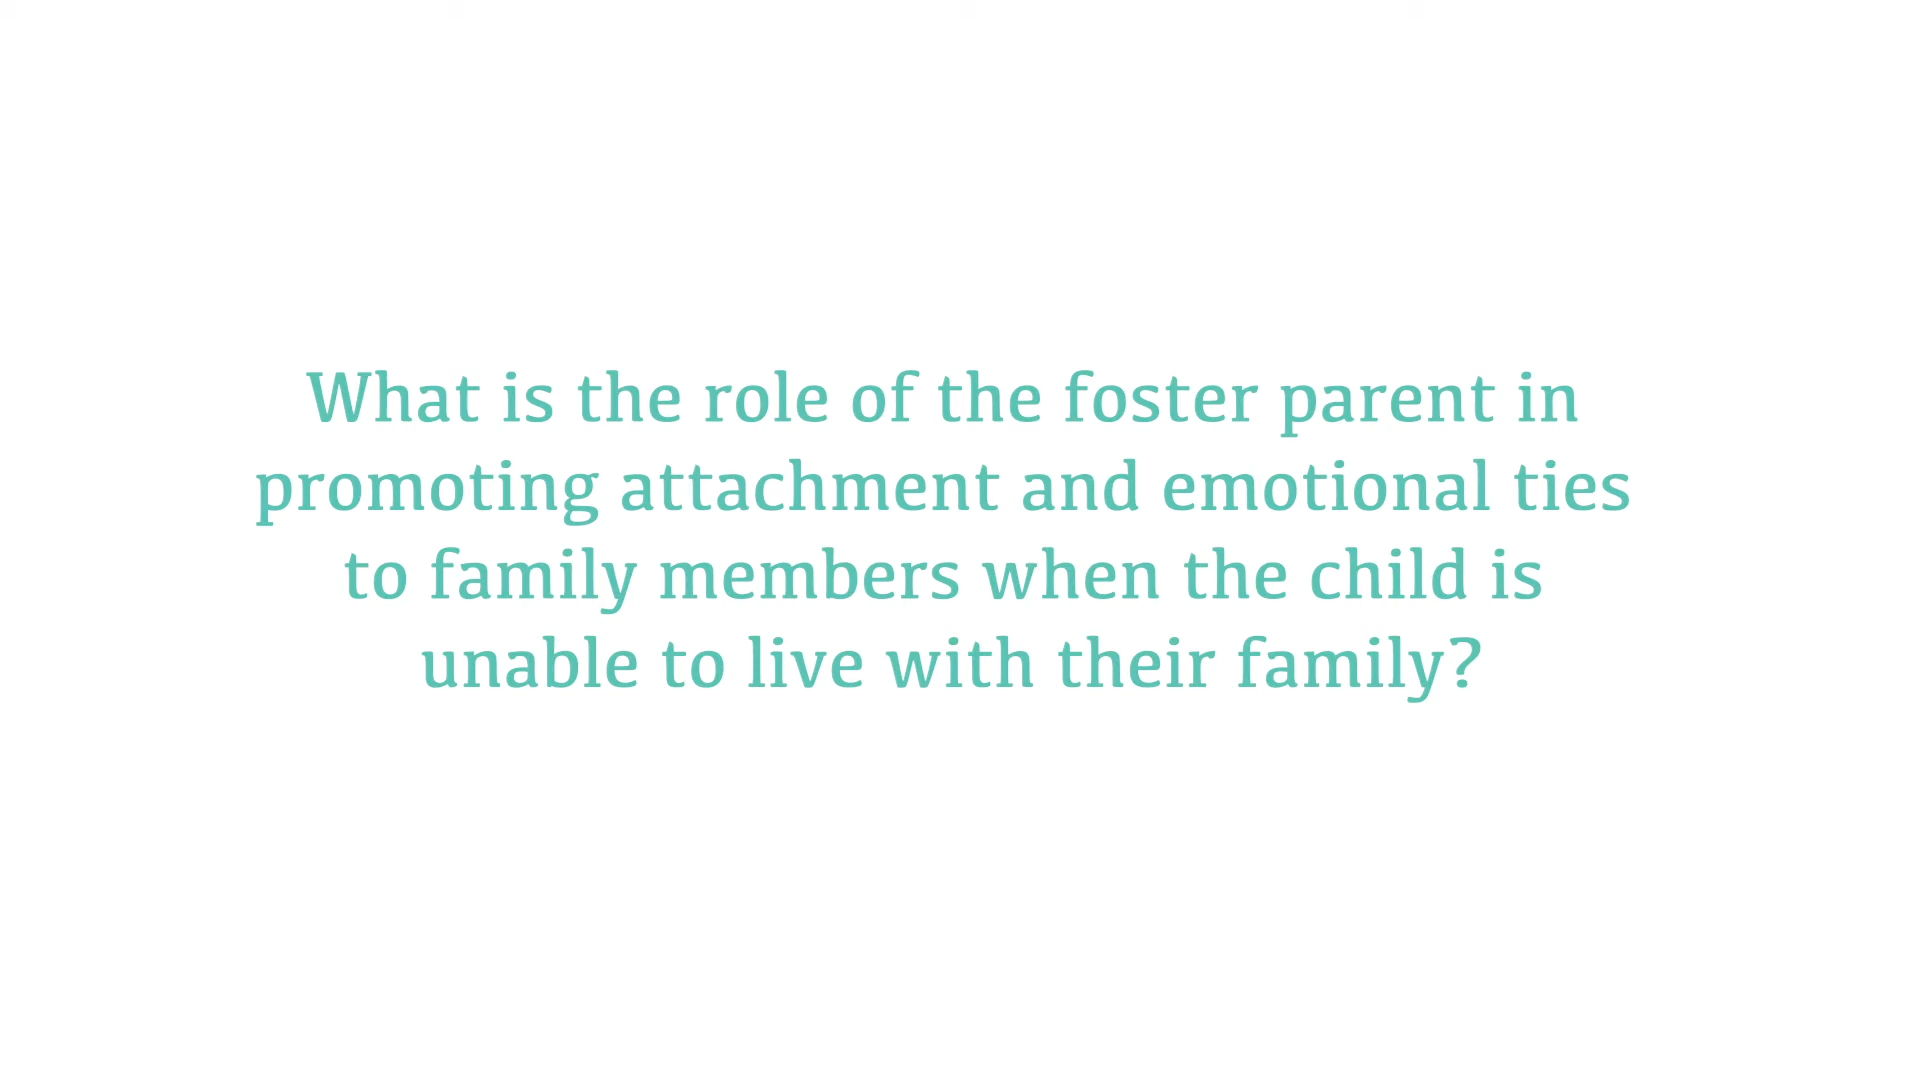 What is the role of the foster parent in
promoting attachment and emotional ties
to family members when the child is
unable to live with their family?